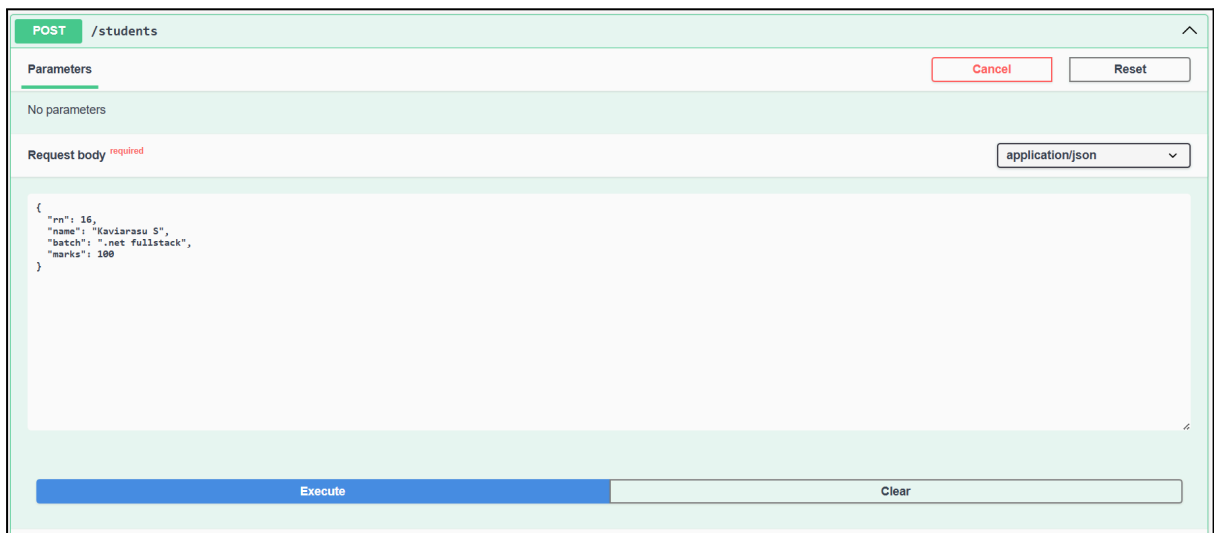 POST /students
Parameters Cancel Reset
No parameters
Request body required application/json
{
"rn": 16,
"name": "Kaviarasu S",
"batch": ".net fullstack",
"marks": 100
}
Execute Clear